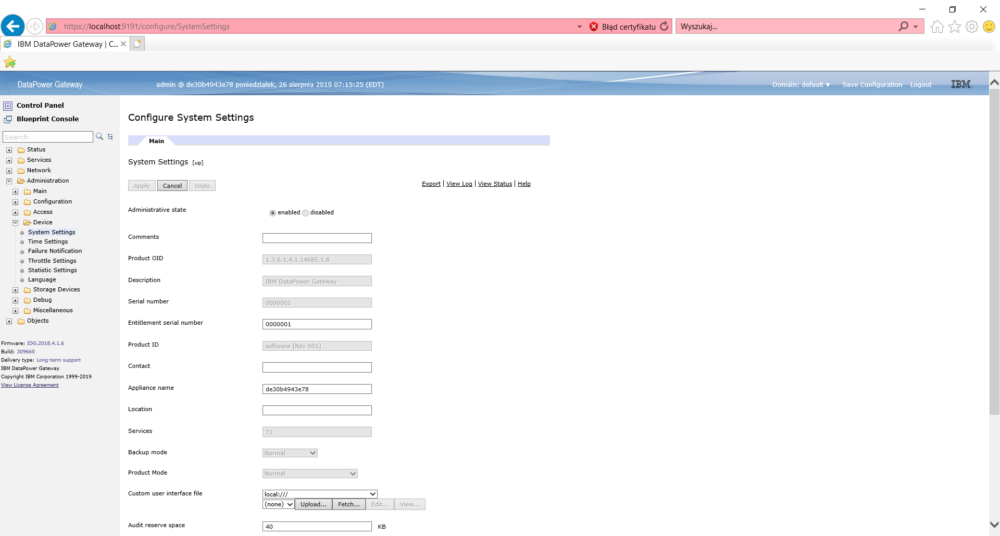 https://localhost:9191/configure/SystemSettings
Błąd certyfikatu
Wyszukaj...
IBM DataPower Gateway | C...
DataPower Gateway
admin @ de30b4943e78 poniedziałek, 26 sierpnia 2019 07:15:25 (EDT)
Domain: default
Save Configuration
Logout
IBM.
Control Panel
Blueprint Console
Search
Status
Services
Network
Administration
Main
Configuration
Access
Device
System Settings
Time Settings
Failure Notification
Throttle Settings
Statistic Settings
Language
Storage Devices
Debug
Miscellaneous
Objects
Firmware: IDG.2018.4.1.6
Build: 309660
Delivery type: Long-term support
IBM DataPower Gateway
Copyright IBM Corporation 1999-2019
View License Agreement
Configure System Settings
Main
System Settings [up]
Apply Cancel Undo
Export | View Log | View Status | Help
Administrative state enabled disabled
Comments
Product OID 1.3.6.1.4.1.14685.1.8
Description IBM DataPower Gateway
Serial number 0000001
Entitlement serial number 0000001
Product ID software [Rev 001]
Contact
Appliance name de30b4943e78
Location
Services 72
Backup mode Normal
Product Mode Normal
Custom user interface file local:///
(none) Upload... Fetch... Edit... View...
Audit reserve space 40 KB